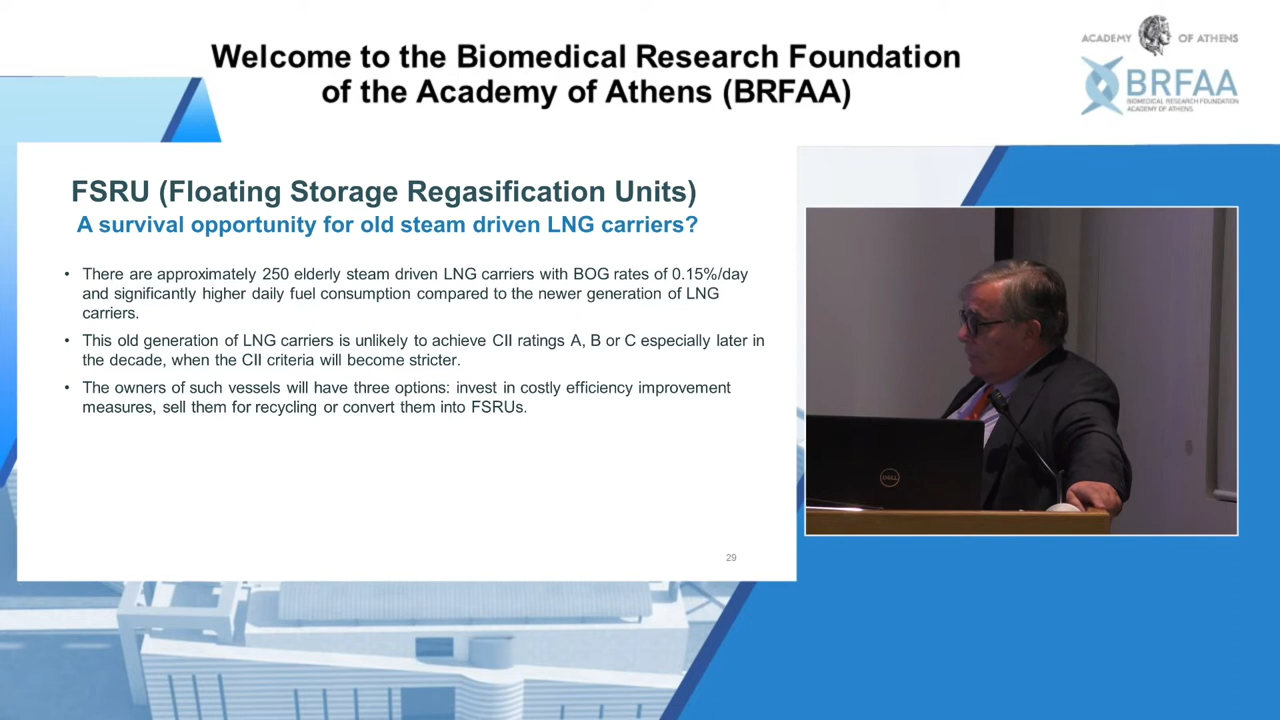 Welcome to the Biomedical Research Foundation
of the Academy of Athens (BRFAA)
ACADEMY OF ATHENS
BRFAA
BIOMEDICAL RESEARCH FOUNDATION
ACADEMY OF ATHENS
FSRU (Floating Storage Regasification Units)
A survival opportunity for old steam driven LNG carriers?
• There are approximately 250 elderly steam driven LNG carriers with BOG rates of 0.15%/day
and significantly higher daily fuel consumption compared to the newer generation of LNG
carriers.
• This old generation of LNG carriers is unlikely to achieve CII ratings A, B or C especially later in
the decade, when the CII criteria will become stricter.
• The owners of such vessels will have three options: invest in costly efficiency improvement
measures, sell them for recycling or convert them into FSRUs.
29
DELL